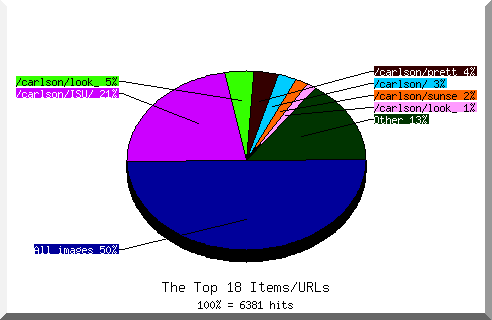 /carlson/look_ 5%
/carlson/ISU/ 21%
/carlson/prett 4%
/carlson/ 3%
/carlson/sunse 2%
/carlson/look_ 1%
Other 13%
All images 50%
The Top 18 Items/URLs
100% = 6381 hits